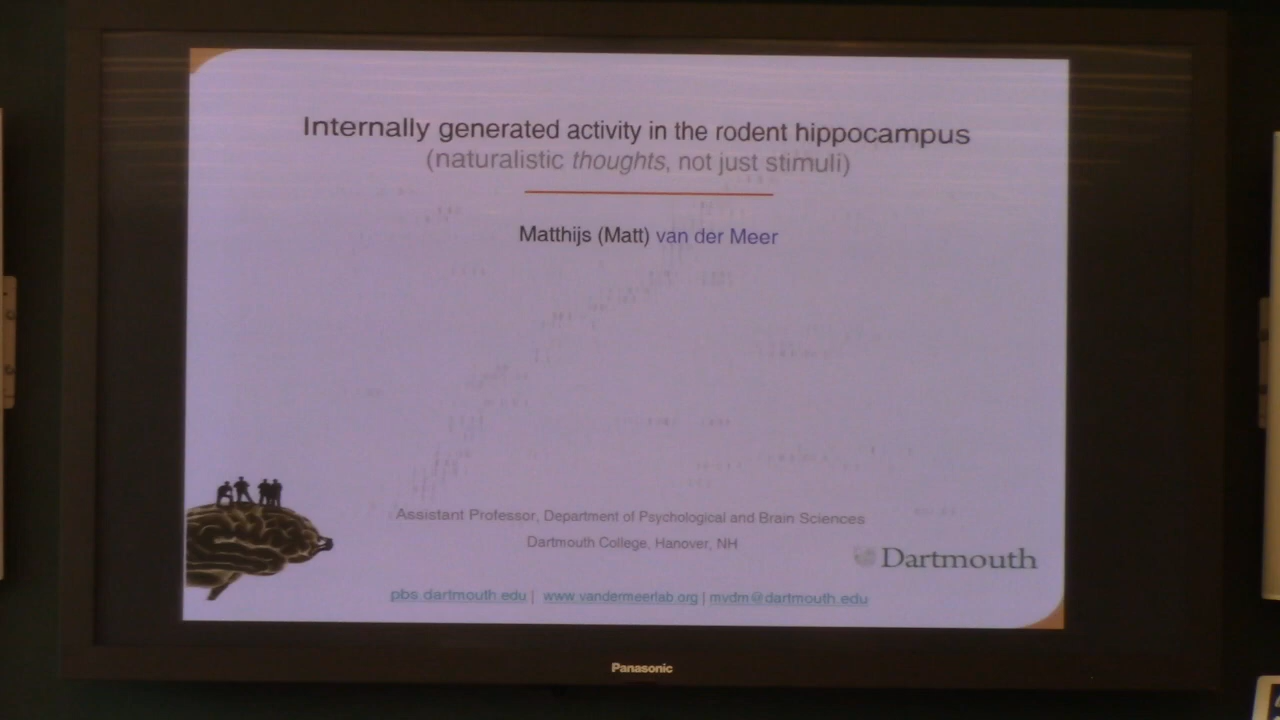 Internally generated activity in the rodent hippocampus
(naturalistic thoughts, not just stimuli)
Matthijs (Matt) van der Meer
Assistant Professor, Department of Psychological and Brain Sciences
Dartmouth College, Hanover, NH
Dartmouth
pbs.dartmouth.edu | www.vandermeerlab.org | mvdm@dartmouth.edu
Panasonic